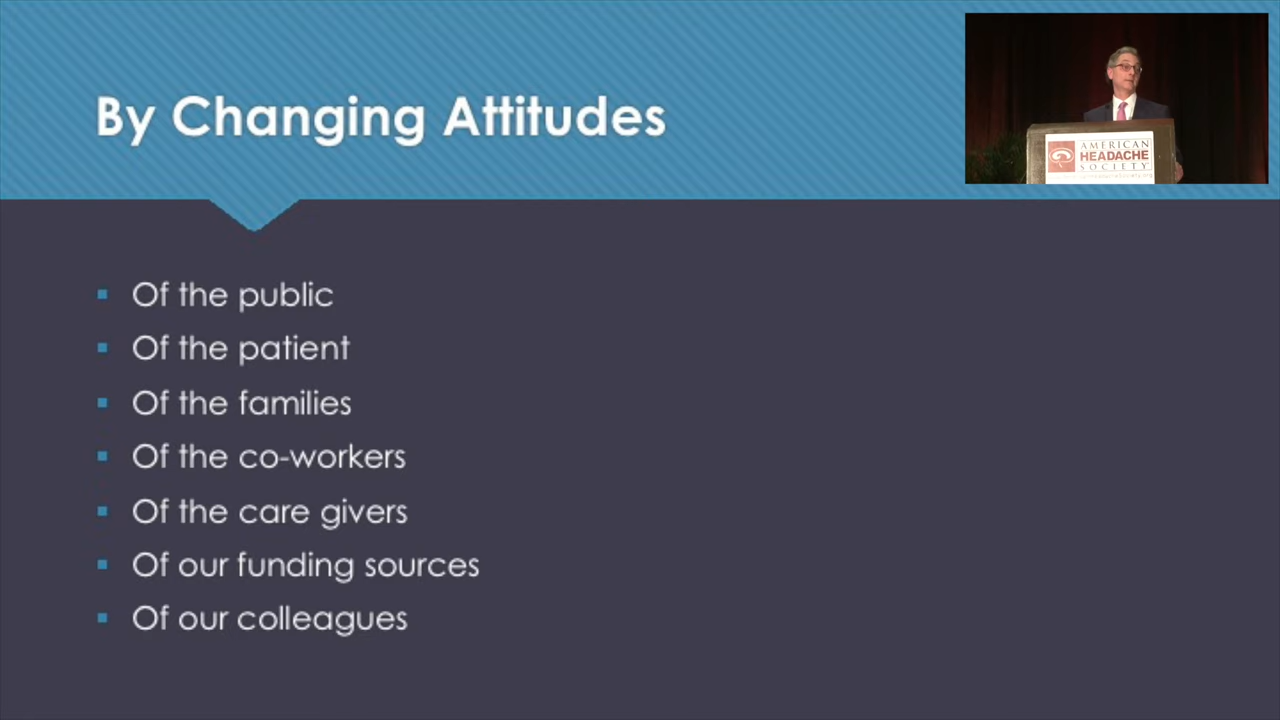 By Changing Attitudes
AMERICAN
HEADACHE
SOCIETY
Of the public
Of the patient
Of the families
Of the co-workers
Of the care givers
Of our funding sources
Of our colleagues